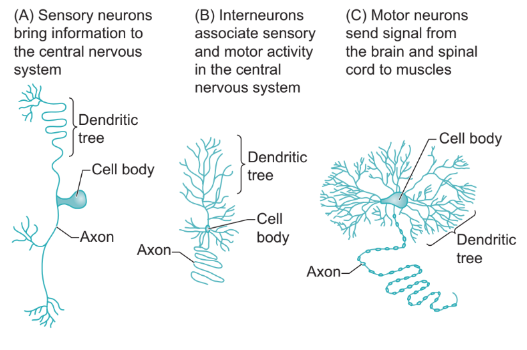 (A) Sensory neurons
bring information to
the central nervous
system
Dendritic
tree
Cell body
Axon
(B) Interneurons
associate sensory
and motor activity
in the central
nervous system
Dendritic
tree
Cell
body
Axon
(C) Motor neurons
send signal from
the brain and spinal
cord to muscles
Cell body
Dendritic
tree
Axon